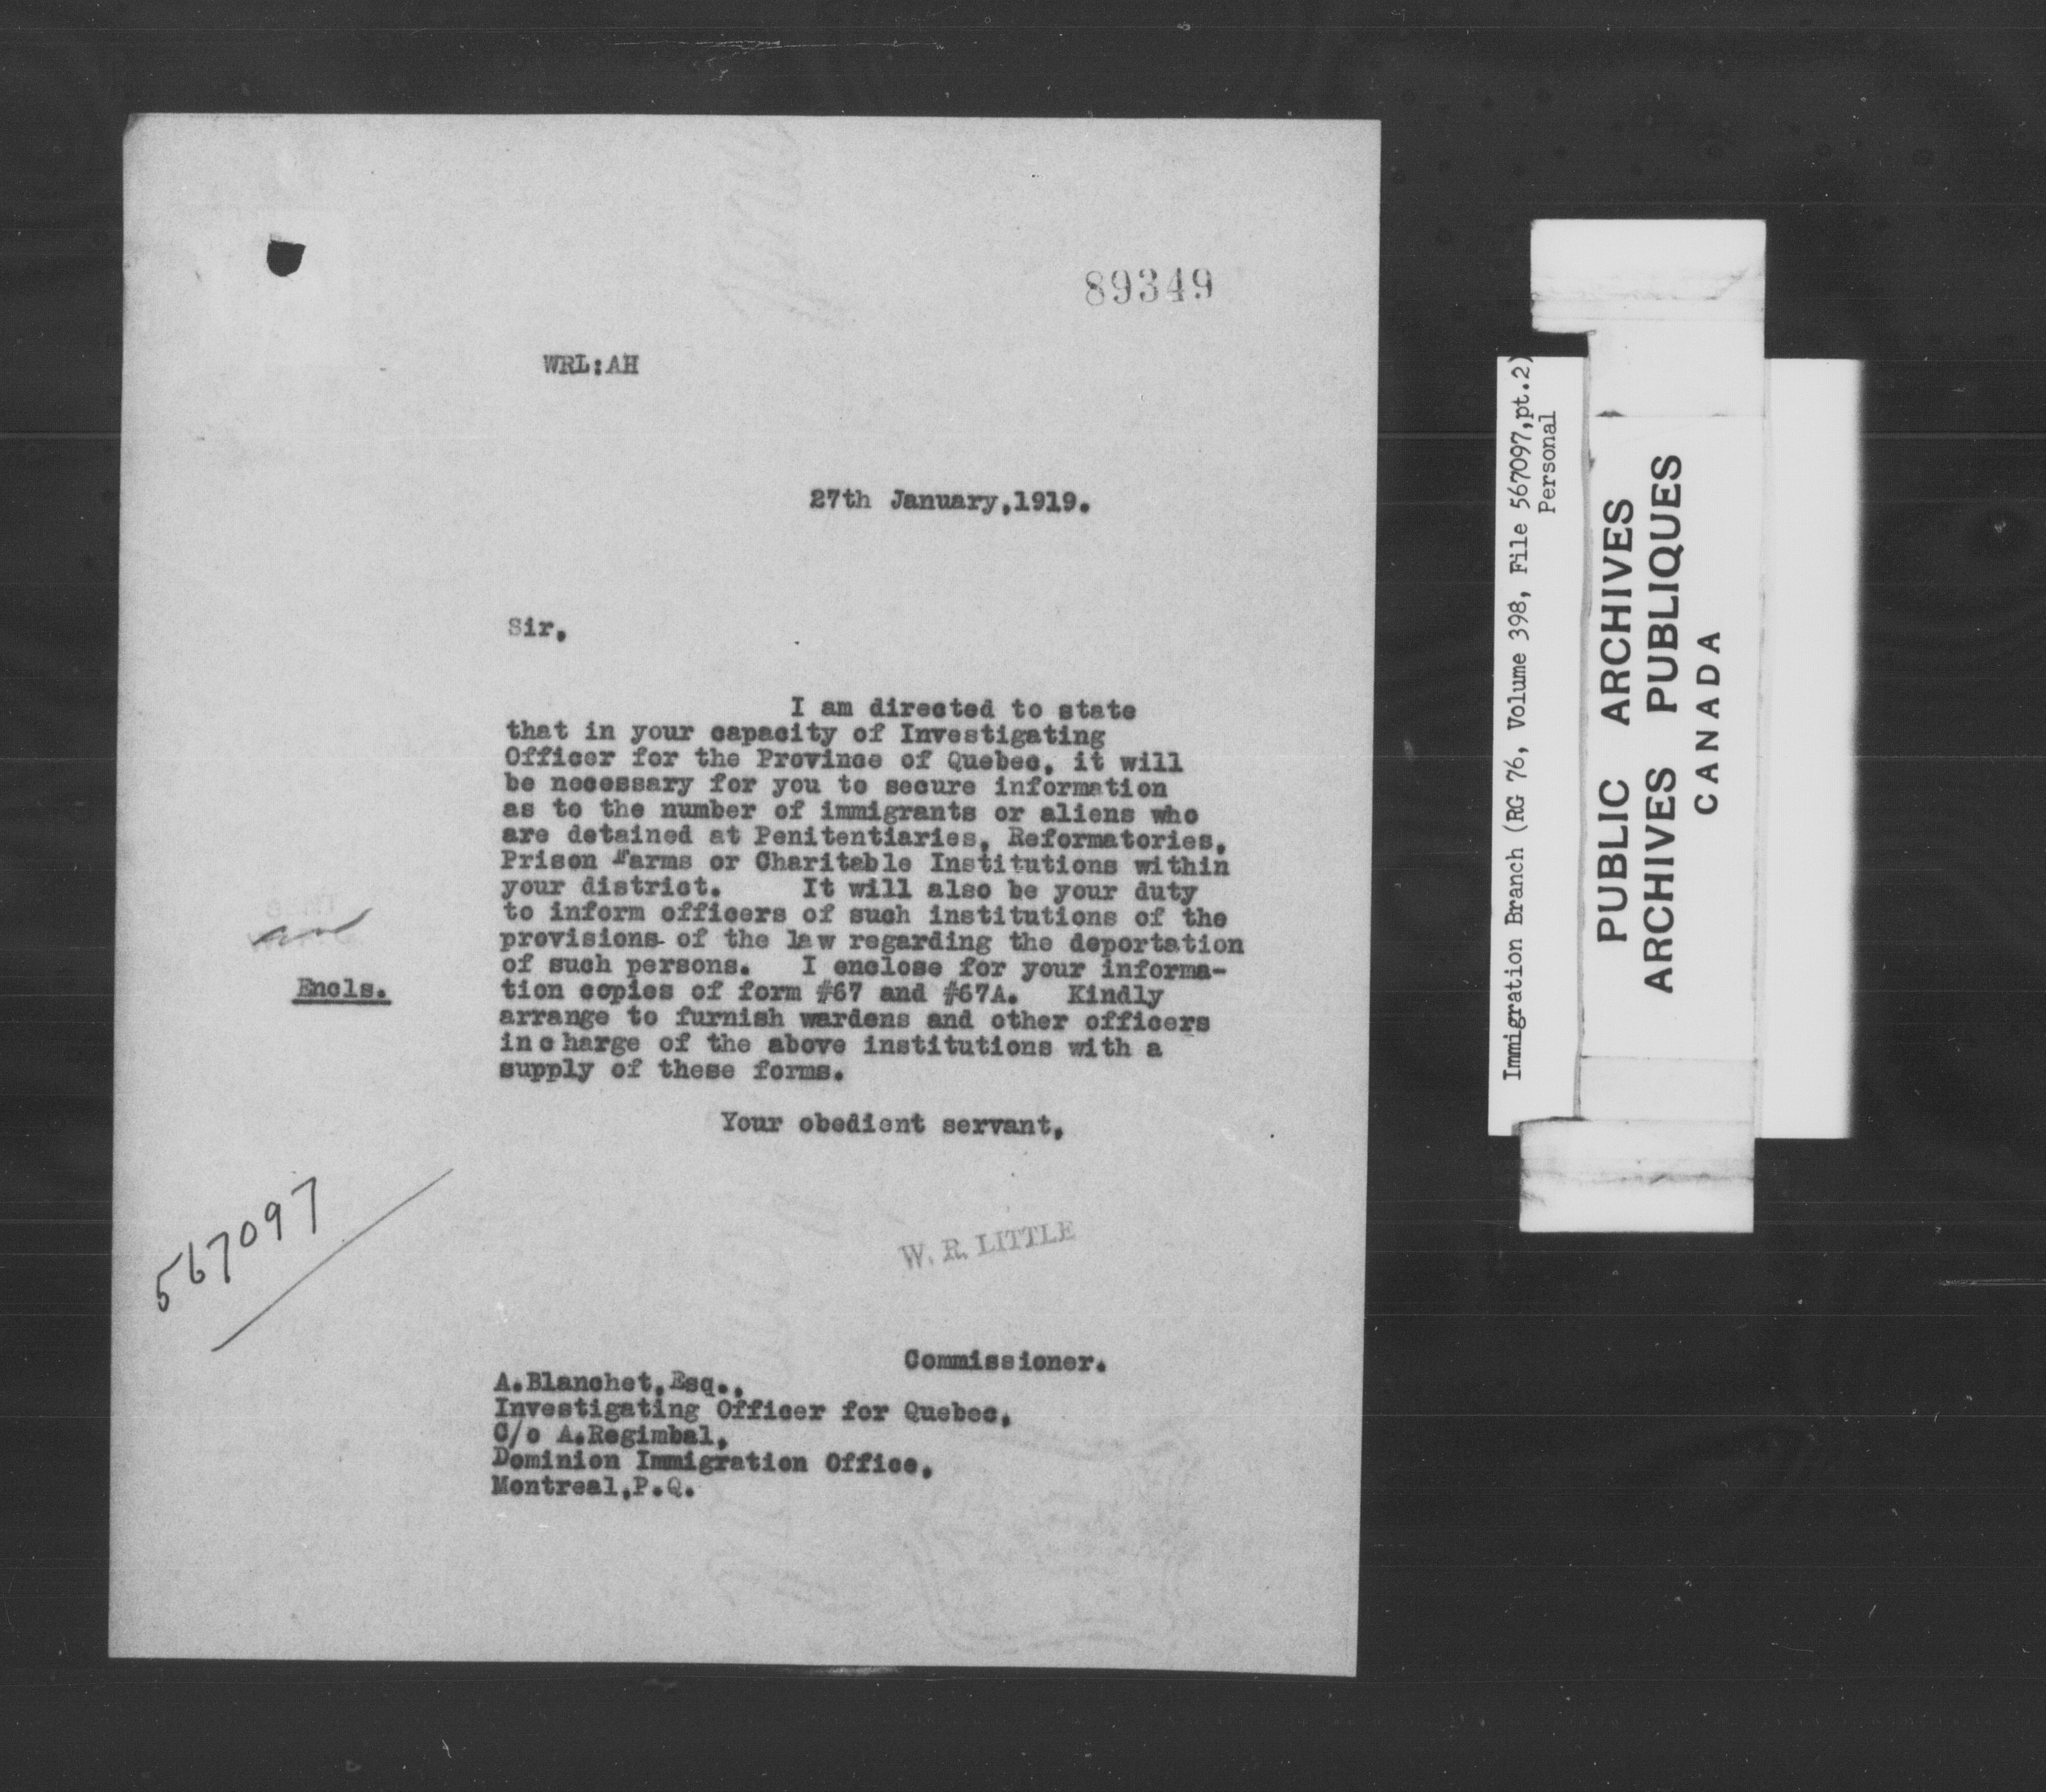 89349
WRL:AH
27th January,1919.
Sir,
I am directed to state
that in your capacity of Investigating
Officer for the Province of Quebec, it will
be necessary for you to secure information
as to the number of immigrants or aliens who
are detained at Penitentiaries, Reformatories,
Prison Farms or Charitable Institutions within
your district. It will also be your duty
to inform officers of such institutions of the
provisions of the law regarding the deportation
of such persons. I enclose for your informa-
tion copies of form #67 and #67A. Kindly
arrange to furnish wardens and other officers
in charge of the above institutions with a
supply of these forms.
Encls.
Your obedient servant,
567097
W. R. LITTLE
Commissioner.
A.Blanchet,Esq.,
Investigating Officer for Quebec,
C/o A.Regimbal,
Dominion Immigration Office,
Montreal,P.Q.
Immigration Branch (RG 76, Volume 398, File 567097,pt.2)
Personal
PUBLIC ARCHIVES
ARCHIVES PUBLIQUES
CANADA